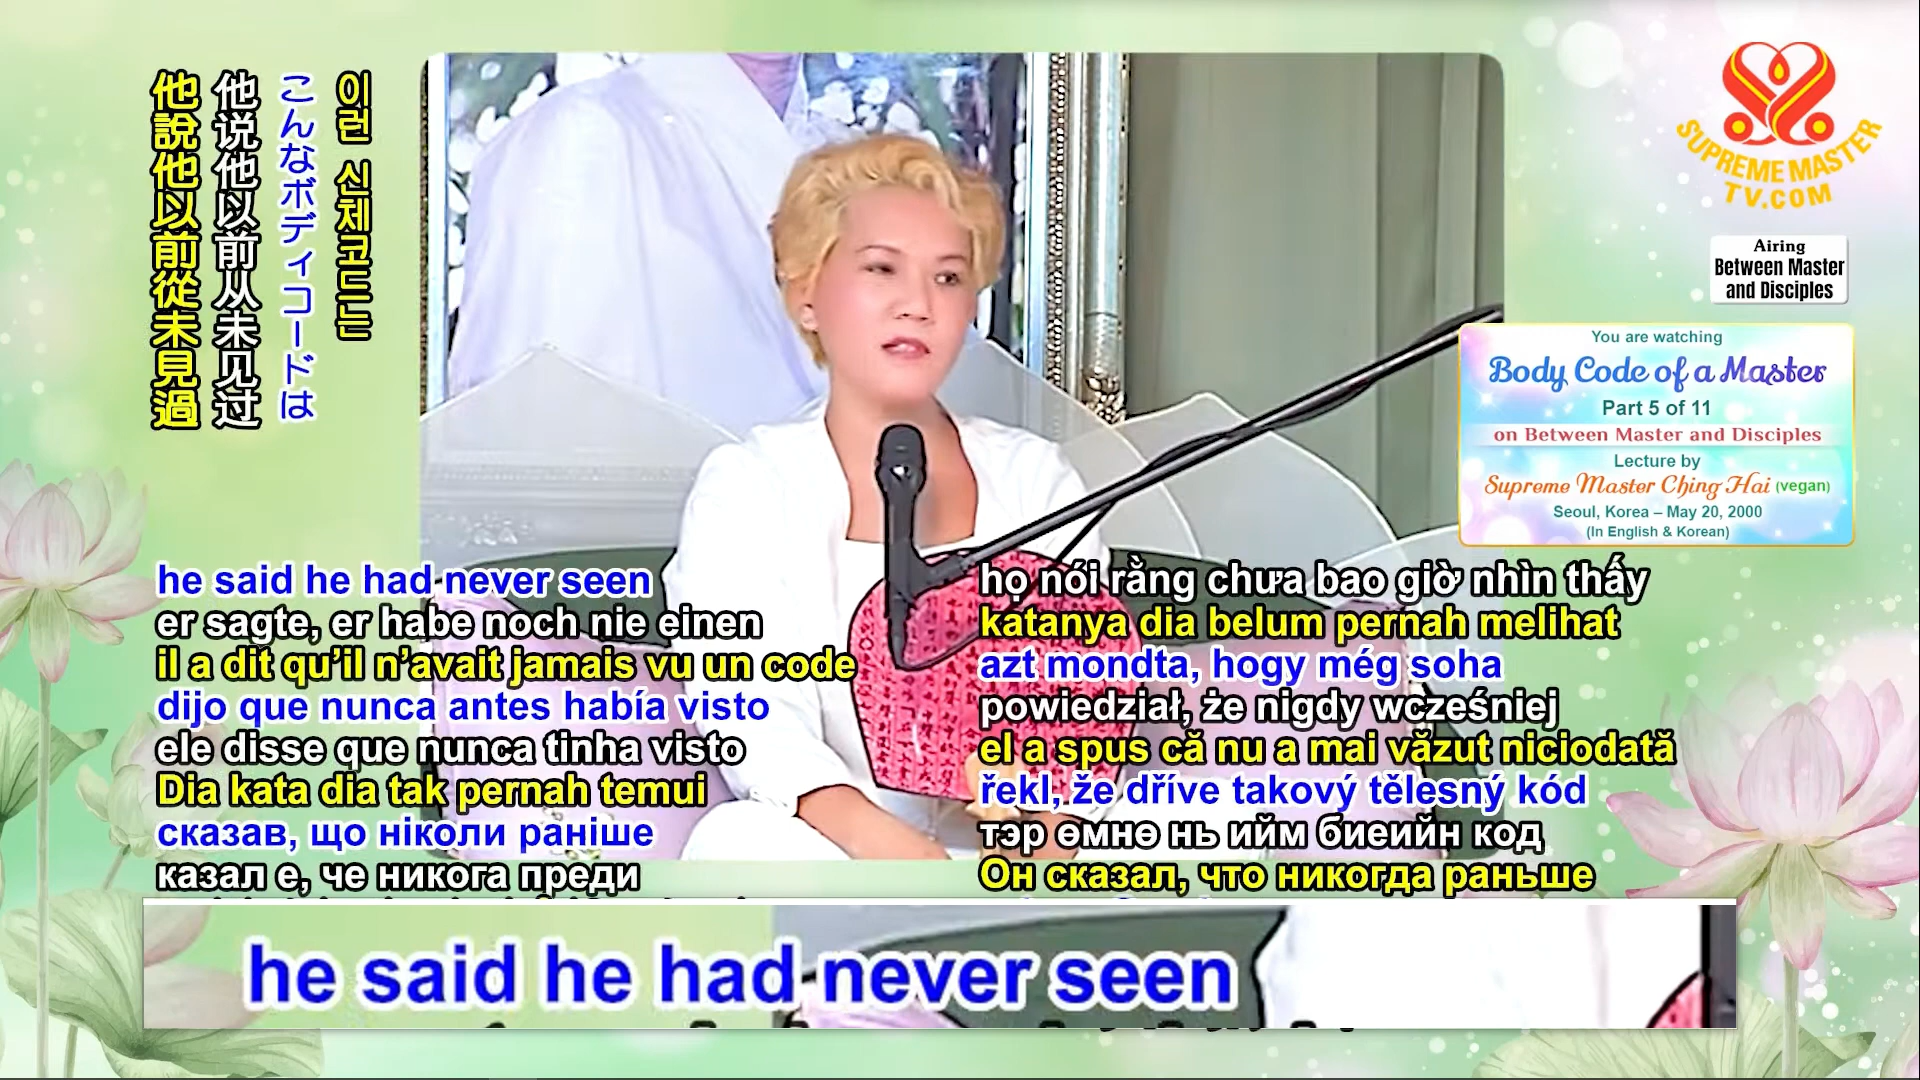 他說他以前從未見過
他说他以前从未见过
こんなボディコードは
이런 신체코드는
SUPREME MASTER
TV.COM
Airing
Between Master
and Disciples
You are watching
Body Code of a Master
Part 5 of 11
on Between Master and Disciples
Lecture by
Supreme Master Ching Hai (vegan)
Seoul, Korea – May 20, 2000
(In English & Korean)
he said he had never seen
er sagte, er habe noch nie einen
il a dit qu’il n’avait jamais vu un code
dijo que nunca antes había visto
ele disse que nunca tinha visto
Dia kata dia tak pernah temui
сказав, що ніколи раніше
казал е, че никога преди
họ nói rằng chưa bao giờ nhìn thấy
katanya dia belum pernah melihat
azt mondta, hogy még soha
powiedział, że nigdy wcześniej
el a spus că nu a mai văzut niciodată
řekl, že dříve takový tělesný kód
тэр өмнө нь ийм биеийн код
Он сказал, что никогда раньше
he said he had never seen